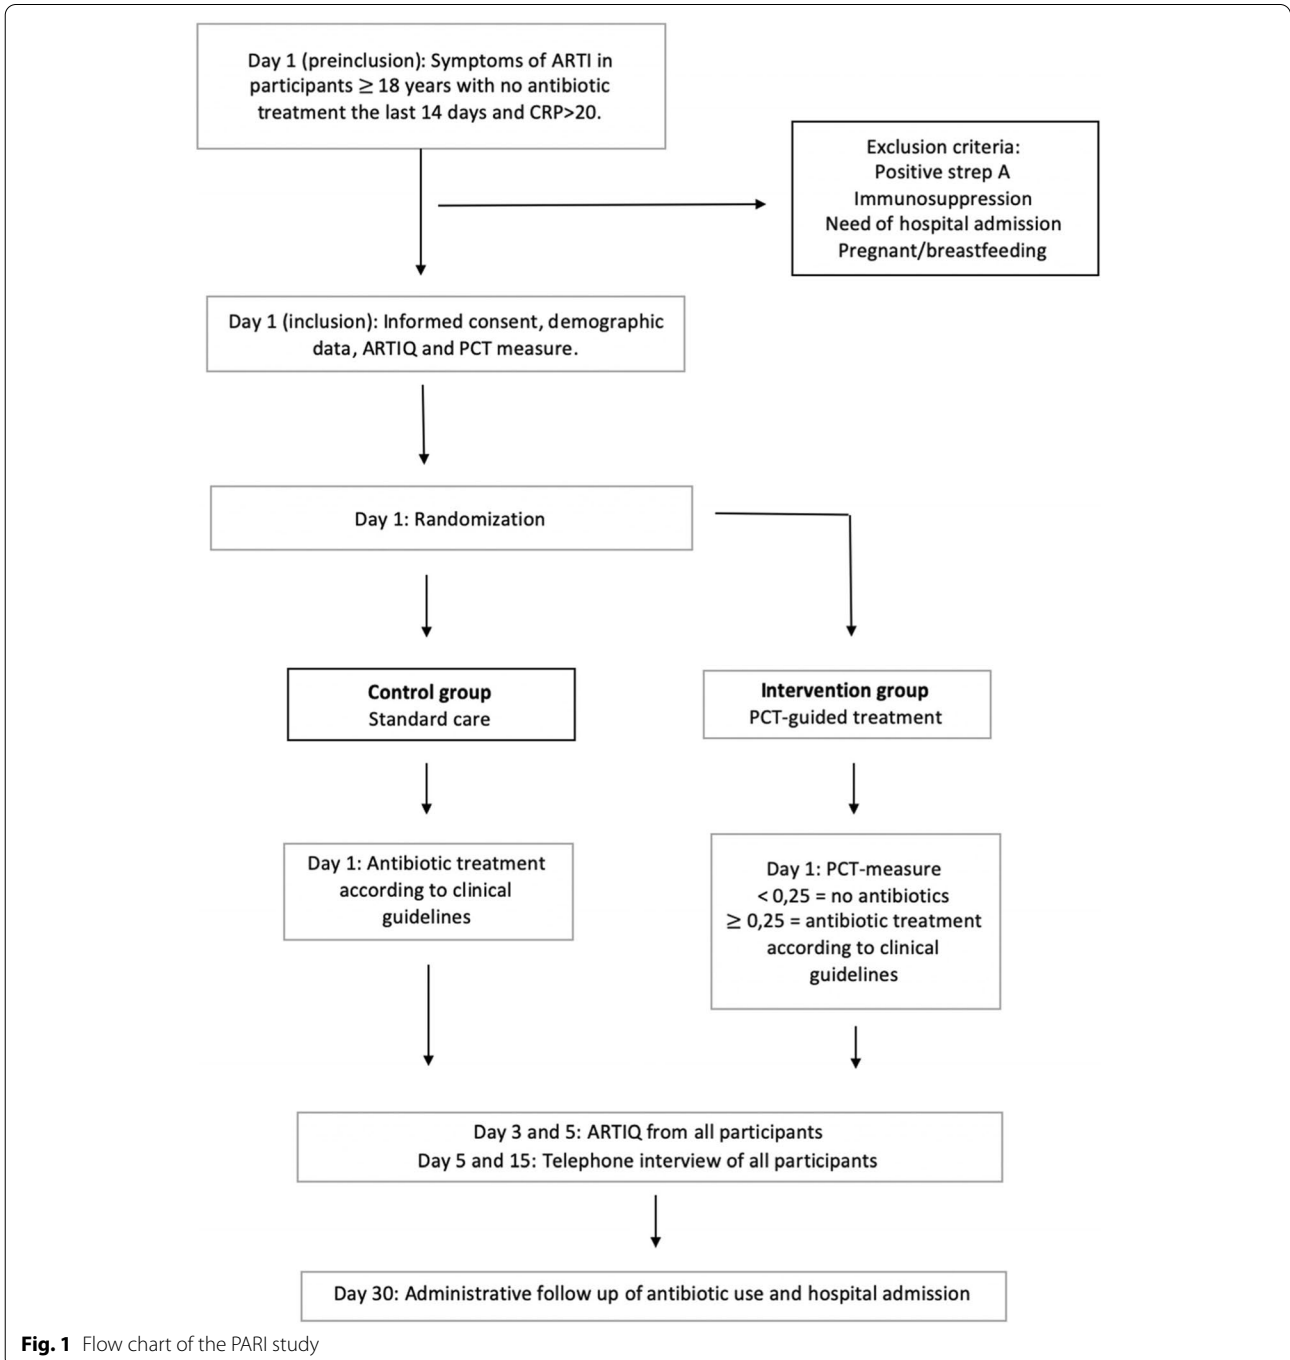 Day 1 (preinclusion): Symptoms of ARTI in
participants ≥ 18 years with no antibiotic
treatment the last 14 days and CRP>20.
Exclusion criteria:
Positive strep A
Immunosuppression
Need of hospital admission
Pregnant/breastfeeding
Day 1 (inclusion): Informed consent, demographic
data, ARTIQ and PCT measure.
Day 1: Randomization
Control group
Standard care
Intervention group
PCT-guided treatment
Day 1: Antibiotic treatment
according to clinical
guidelines
Day 1: PCT-measure
< 0,25 = no antibiotics
≥ 0,25 = antibiotic treatment
according to clinical
guidelines
Day 3 and 5: ARTIQ from all participants
Day 5 and 15: Telephone interview of all participants
Day 30: Administrative follow up of antibiotic use and hospital admission
Fig. 1 Flow chart of the PARI study